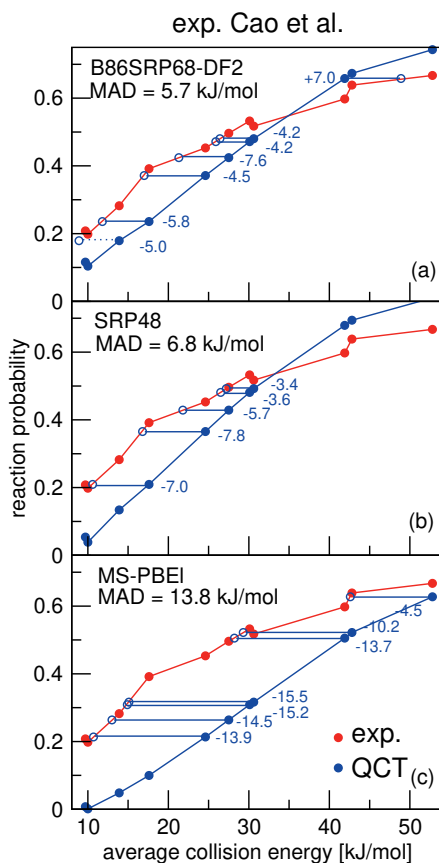 exp. Cao et al.
B86SRP68-DF2
MAD = 5.7 kJ/mol
+7.0
-4.2
-4.2
-7.6
-4.5
-5.8
-5.0
0.6
0.4
0.2
0
(a)
SRP48
MAD = 6.8 kJ/mol
-3.4
-3.6
-5.7
-7.8
-7.0
0.6
0.4
0.2
0
(b)
reaction probability
MS-PBEl
MAD = 13.8 kJ/mol
-4.5
-10.2
-13.7
-15.5
-15.2
-14.5
-13.9
0.6
0.4
0.2
0
exp.
QCT
(c)
10 20 30 40 50
average collision energy [kJ/mol]